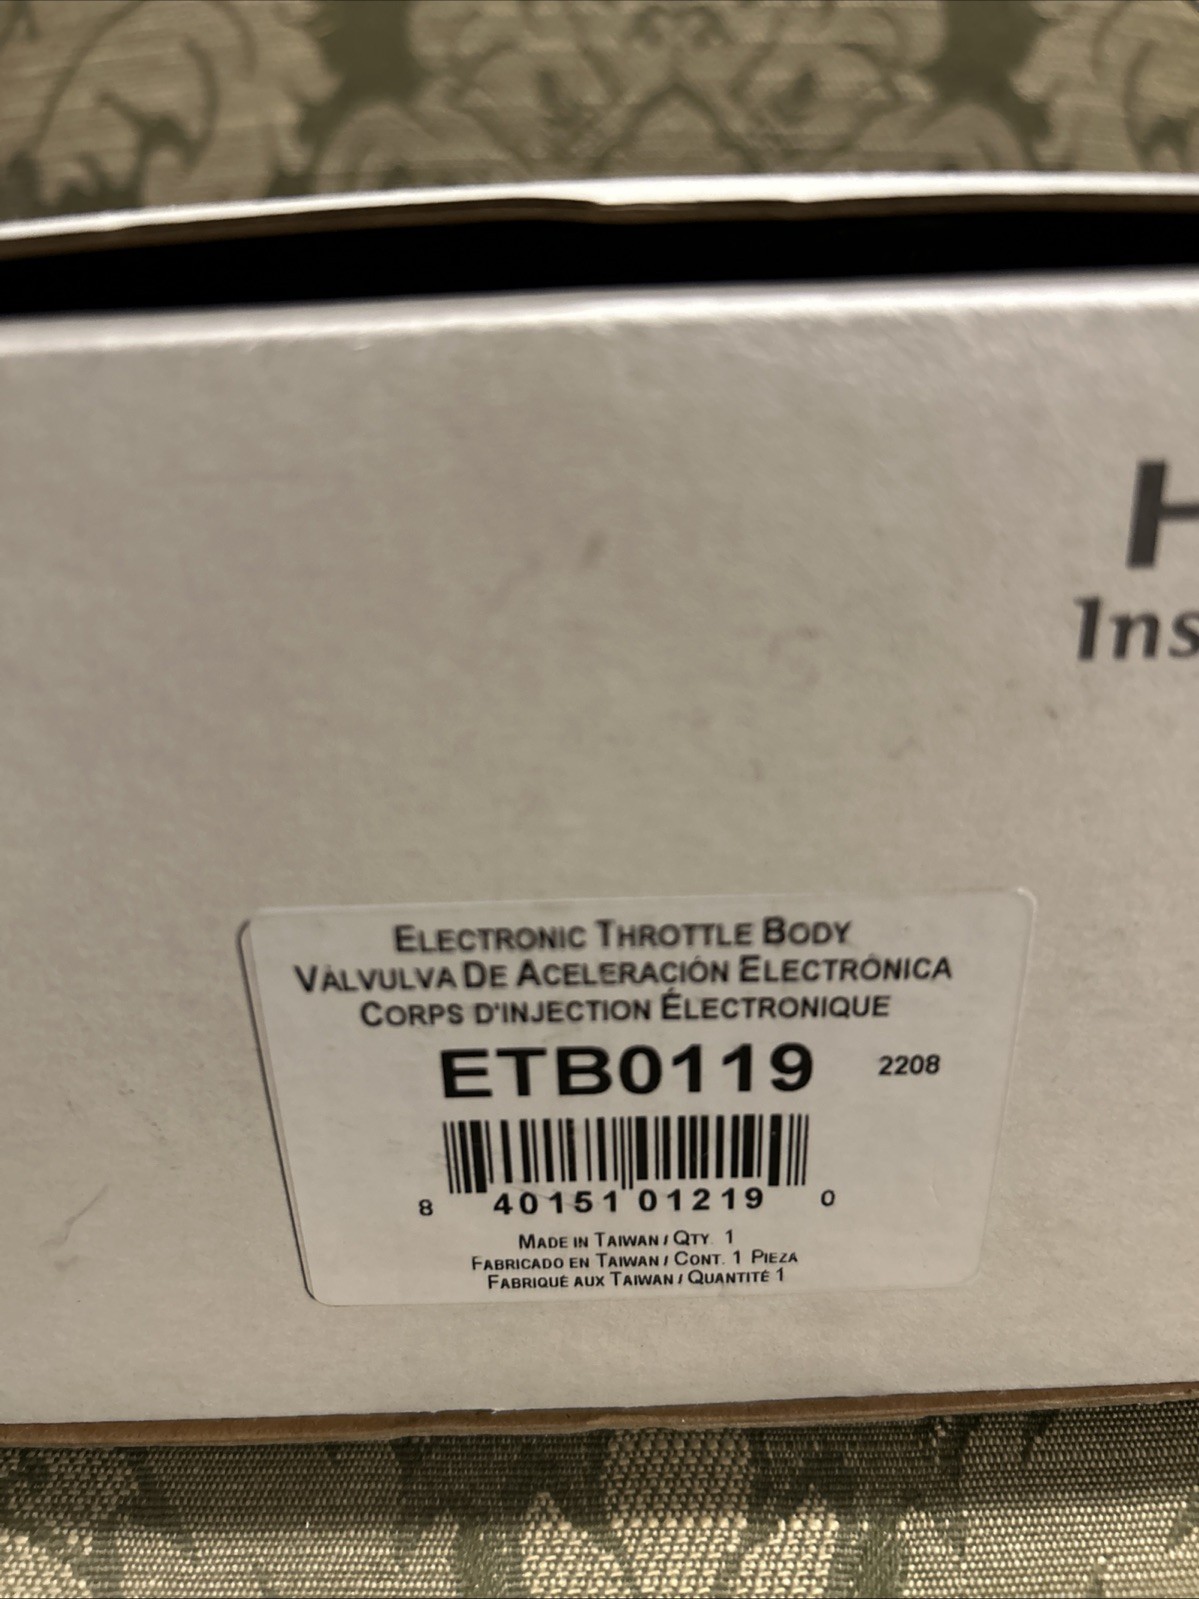 H
Ins
ELECTRONIC THROTTLE BODY
VÁLVULVA DE ACELERACIÓN ELECTRÓNICA
CORPS D'INJECTION ÉLECTRONIQUE
ETB0119 2208
8 40151 01219 0
MADE IN TAIWAN / QTY. 1
FABRICADO EN TAIWAN / CONT. 1 PIEZA
FABRIQUÉ AUX TAIWAN / QUANTITÉ 1